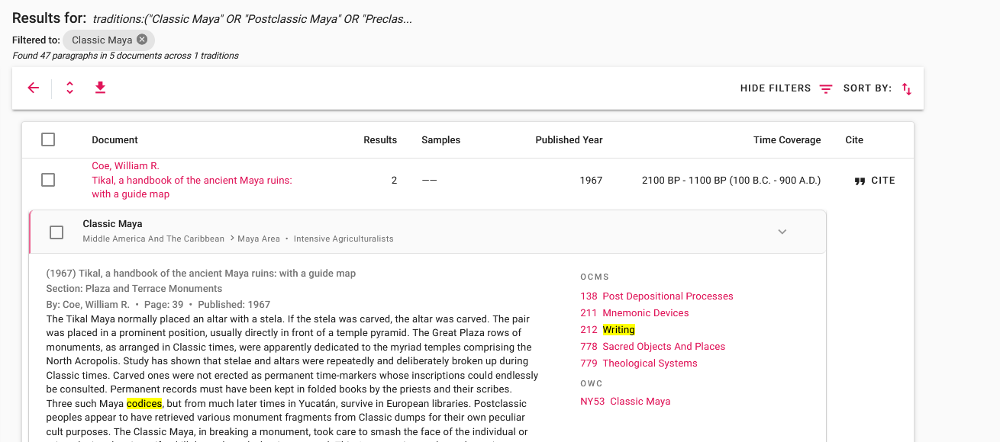 Results for: traditions:("Classic Maya" OR "Postclassic Maya" OR "Preclas...
Filtered to: Classic Maya
Found 47 paragraphs in 5 documents across 1 traditions
HIDE FILTERS SORT BY:
Document Results Samples Published Year Time Coverage Cite
Coe, William R.
Tikal, a handbook of the ancient Maya ruins:
with a guide map
2 —— 1967 2100 BP - 1100 BP (100 B.C. - 900 A.D.) CITE
Classic Maya
Middle America And The Caribbean > Maya Area • Intensive Agriculturalists
(1967) Tikal, a handbook of the ancient Maya ruins: with a guide map
Section: Plaza and Terrace Monuments
By: Coe, William R. • Page: 39 • Published: 1967
The Tikal Maya normally placed an altar with a stela. If the stela was carved, the altar was carved. The pair
was placed in a prominent position, usually directly in front of a temple pyramid. The Great Plaza rows of
monuments, as arranged in Classic times, were apparently dedicated to the myriad temples comprising the
North Acropolis. Study has shown that stelae and altars were repeatedly and deliberately broken up during
Classic times. Carved ones were not erected as permanent time-markers whose inscriptions could endlessly
be consulted. Permanent records must have been kept in folded books by the priests and their scribes.
Three such Maya codices, but from much later times in Yucatán, survive in European libraries. Postclassic
peoples appear to have retrieved various monument fragments from Classic dumps for their own peculiar
cult purposes. The Classic Maya, in breaking a monument, took care to smash the face of the individual or
OCMS
138 Post Depositional Processes
211 Mnemonic Devices
212 Writing
778 Sacred Objects And Places
779 Theological Systems
OWC
NY53 Classic Maya